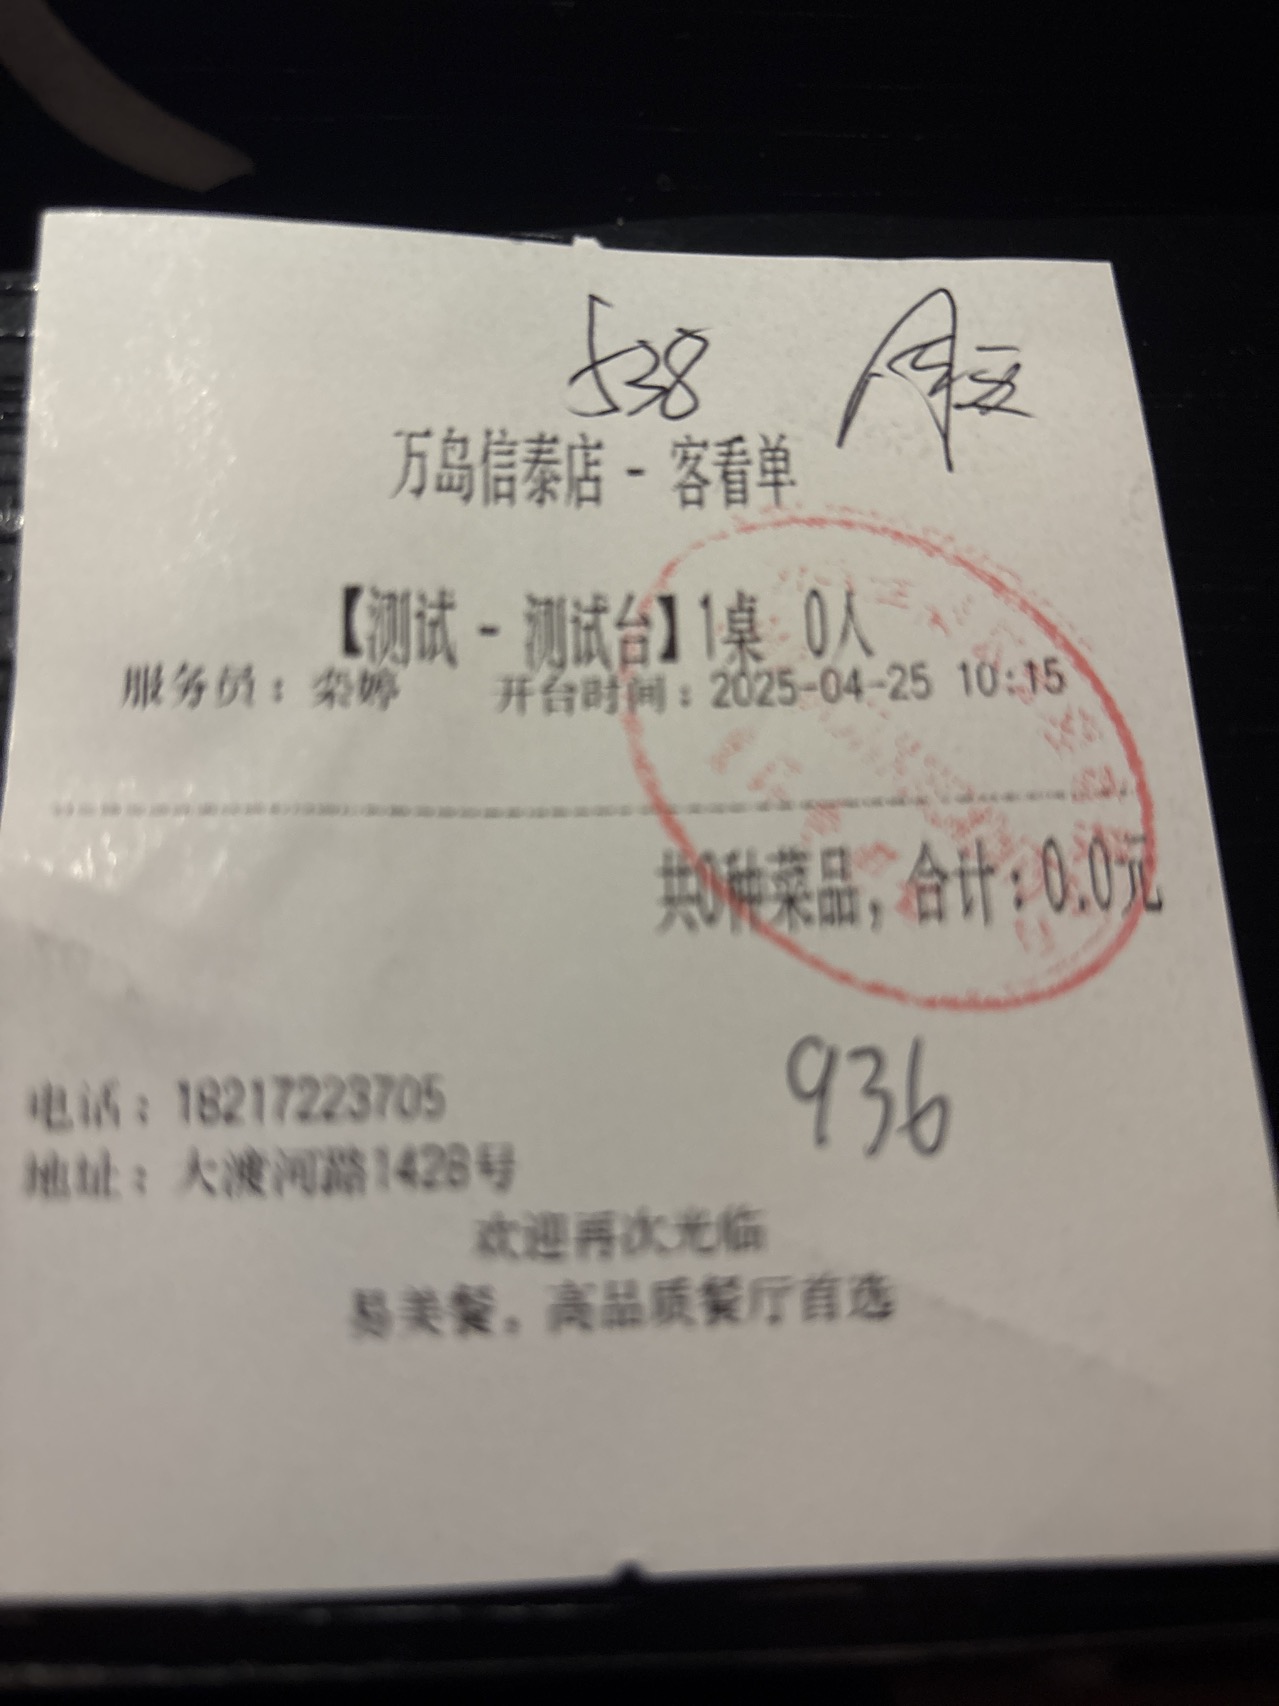 538
万岛信泰店 - 客看单
【测试 - 测试台】1桌 0人
服务员: 荣婷 开台时间: 2025-04-25 10:15
共0种菜品, 合计: 0.0元
936
电话: 18217223705
地址: 大渡河路1428号
欢迎再次光临
易美餐。高品质餐厅首选